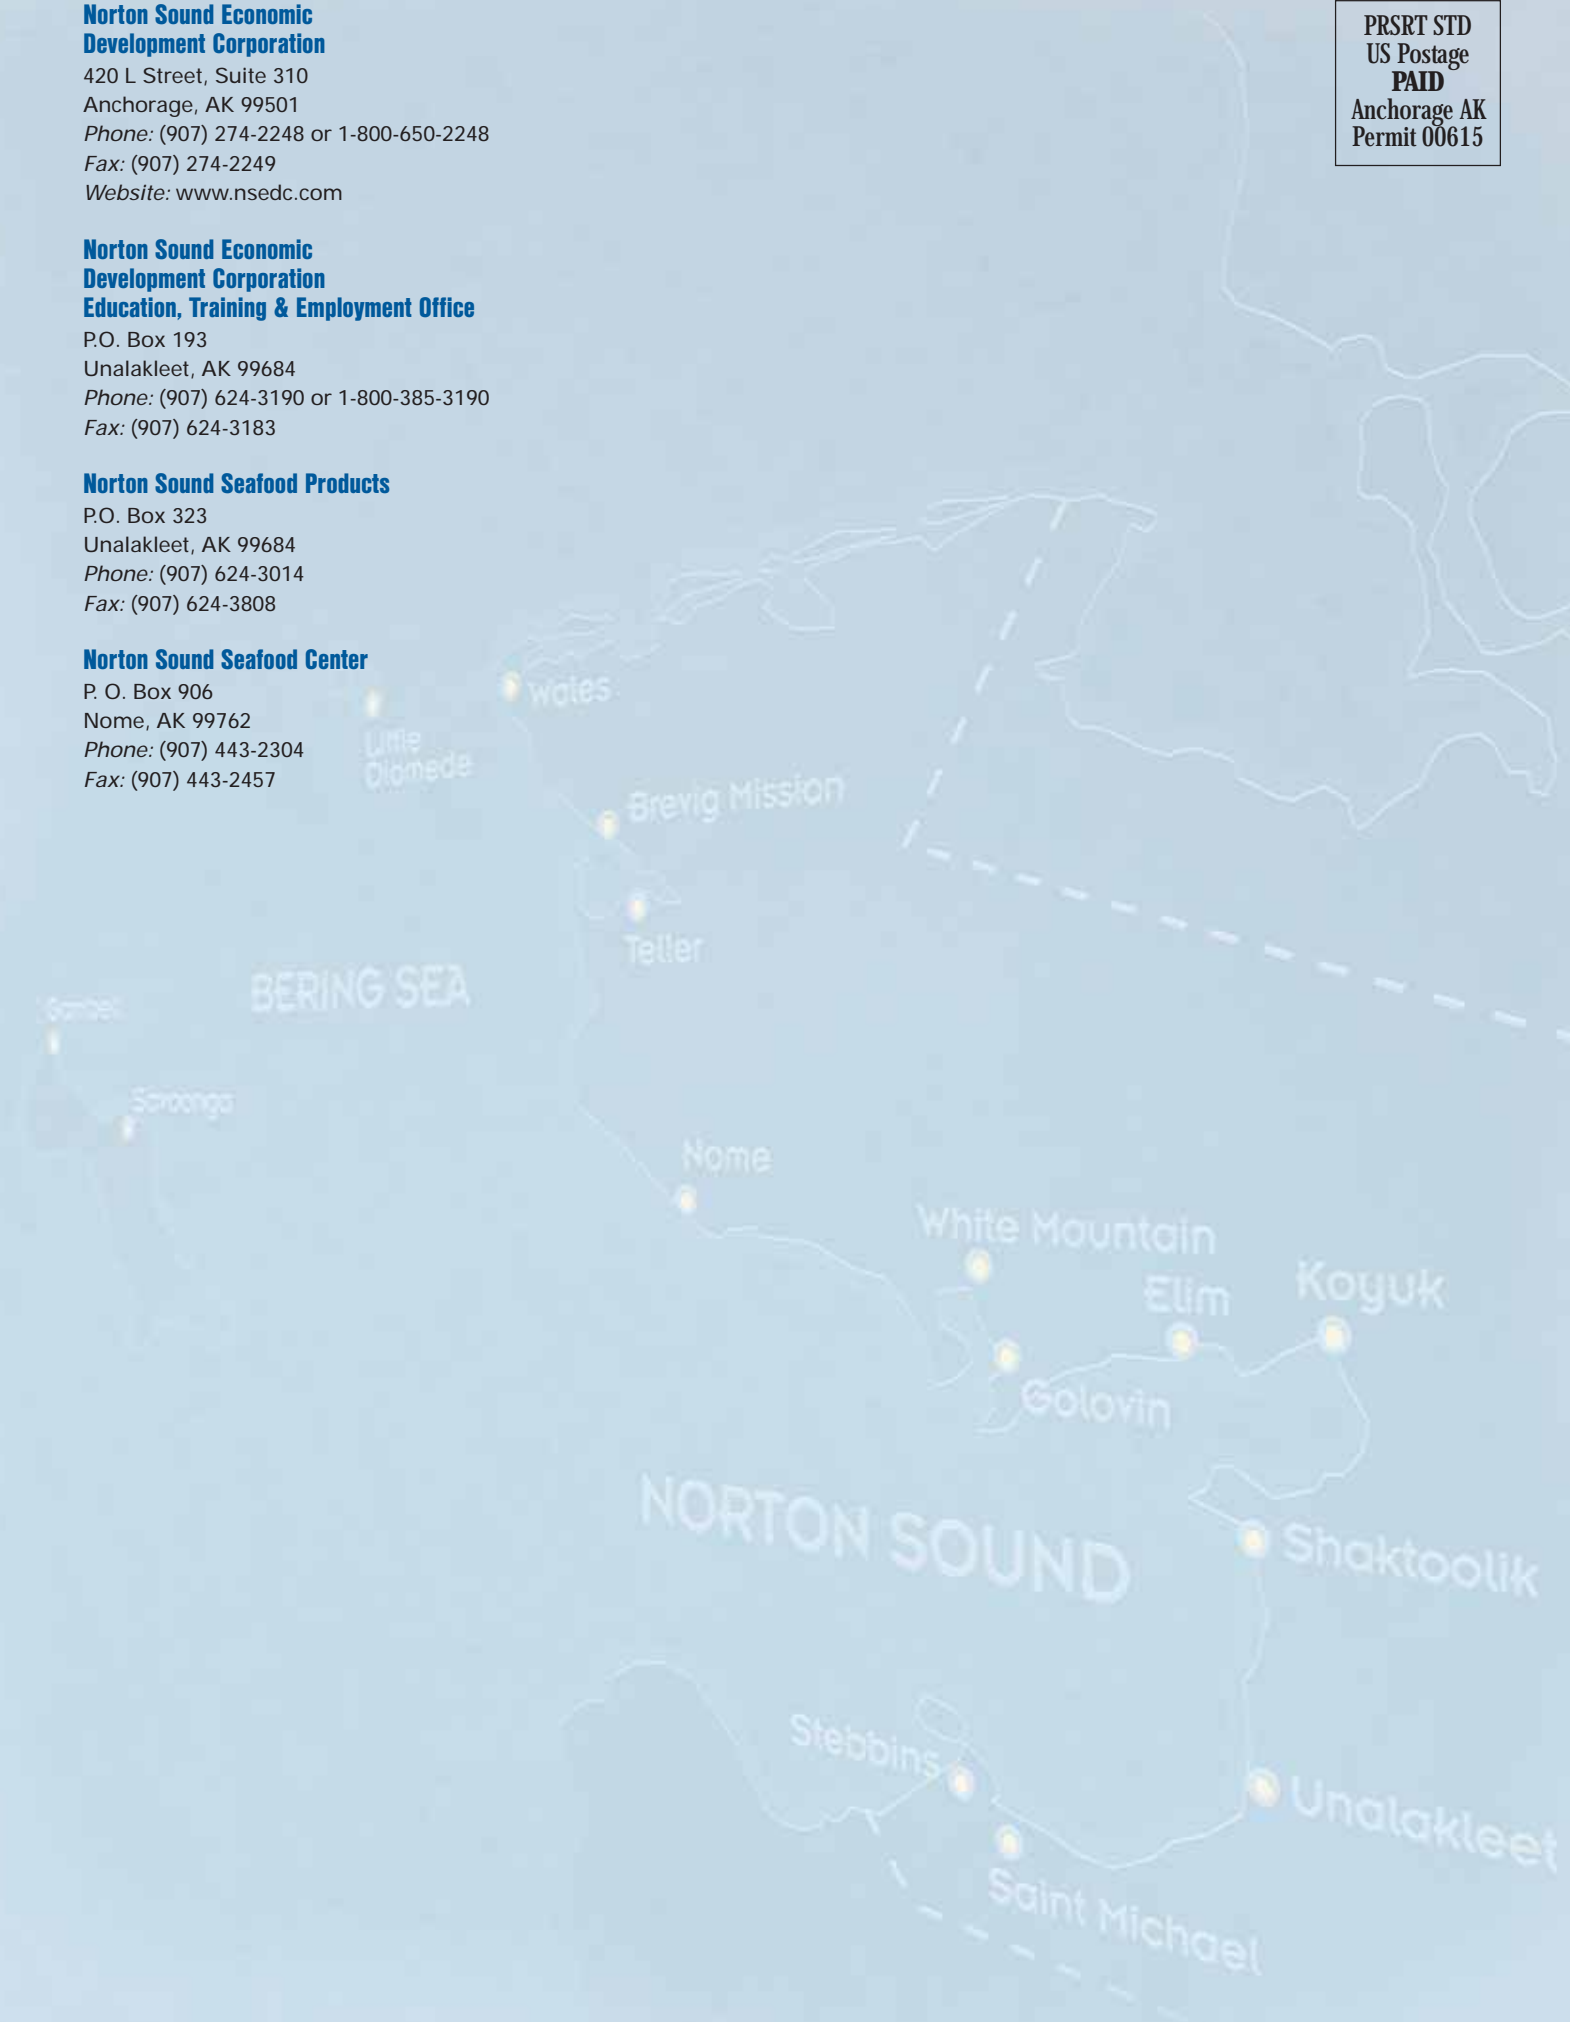 Norton Sound Economic
Development Corporation
420 L Street, Suite 310
Anchorage, AK 99501
Phone: (907) 274-2248 or 1-800-650-2248
Fax: (907) 274-2249
Website: www.nsedc.com
Norton Sound Economic
Development Corporation
Education, Training & Employment Office
P.O. Box 193
Unalakleet, AK 99684
Phone: (907) 624-3190 or 1-800-385-3190
Fax: (907) 624-3183
Norton Sound Seafood Products
P.O. Box 323
Unalakleet, AK 99684
Phone: (907) 624-3014
Fax: (907) 624-3808
Norton Sound Seafood Center
P. O. Box 906
Nome, AK 99762
Phone: (907) 443-2304
Fax: (907) 443-2457
PRSRT STD
US Postage
PAID
Anchorage AK
Permit 00615
Wales
Little
Diomede
Brevig Mission
Teller
BERING SEA
Gambell
Savoonga
Nome
White Mountain
Elim
Koyuk
Golovin
NORTON SOUND
Shaktoolik
Stebbins
Unalakleet
Saint Michael